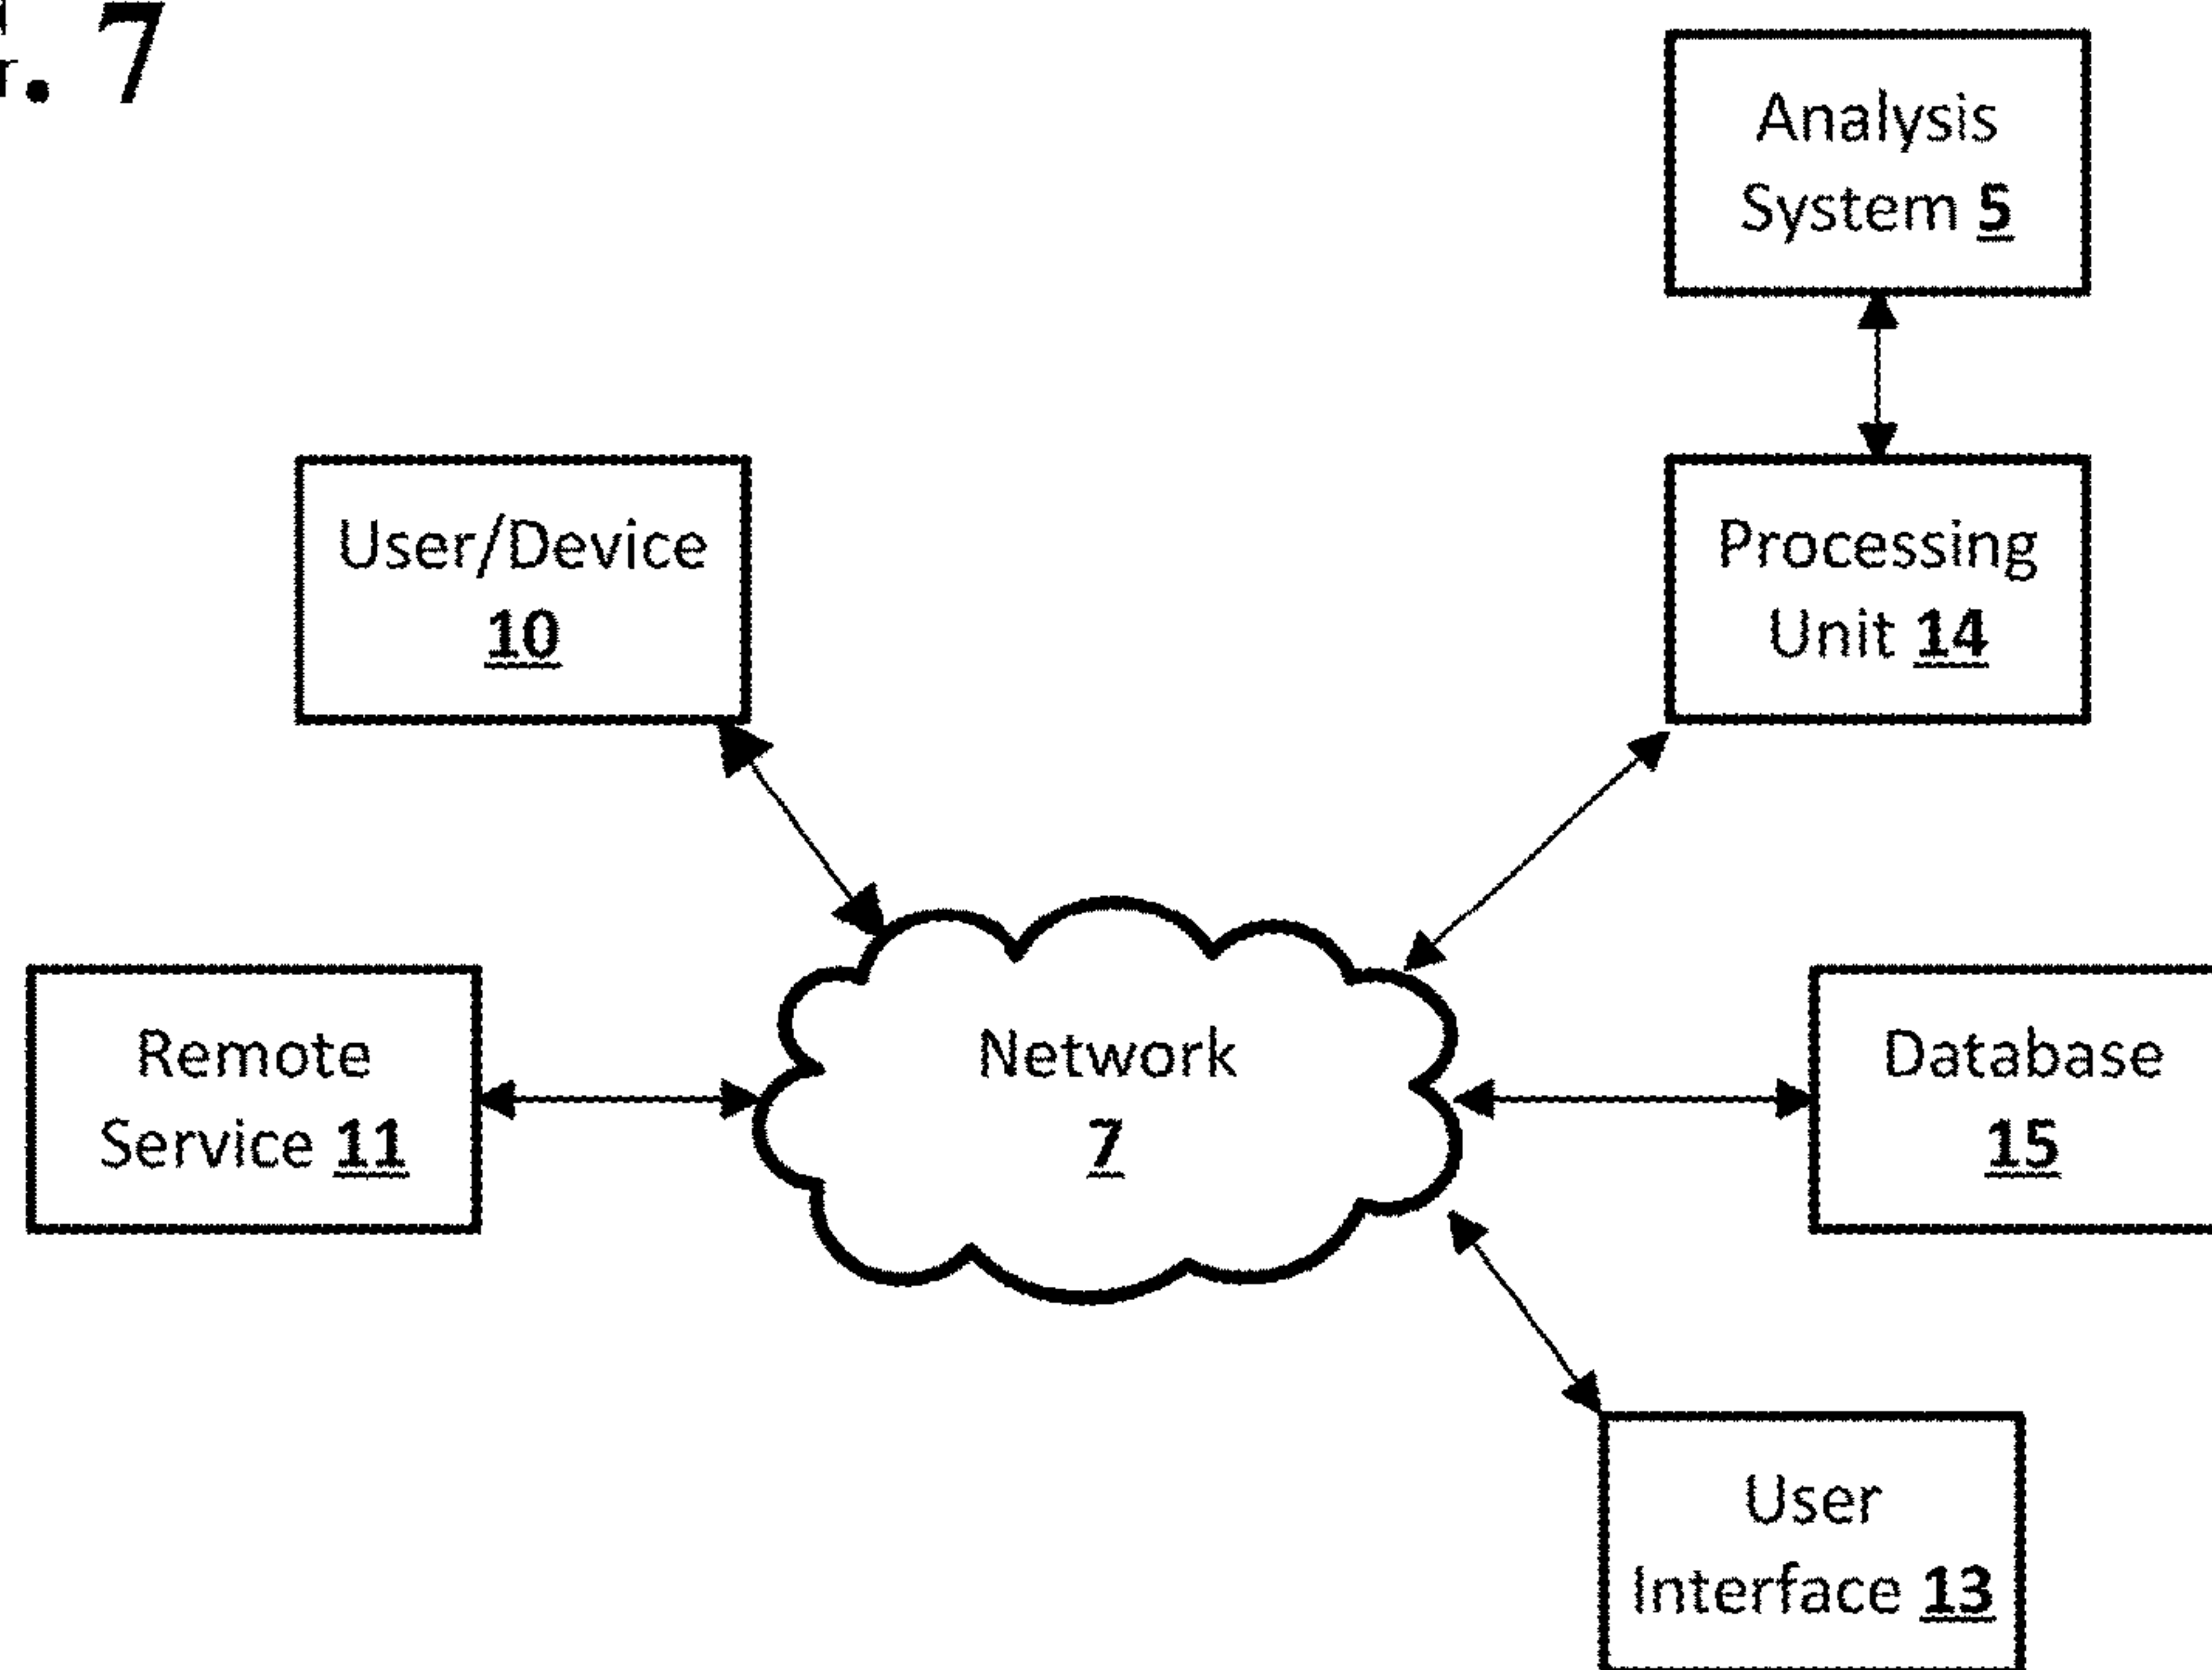 . 7
Analysis
System 5
User/Device
10
Processing
Unit 14
Remote
Service 11
Network
7
Database
15
User
Interface 13